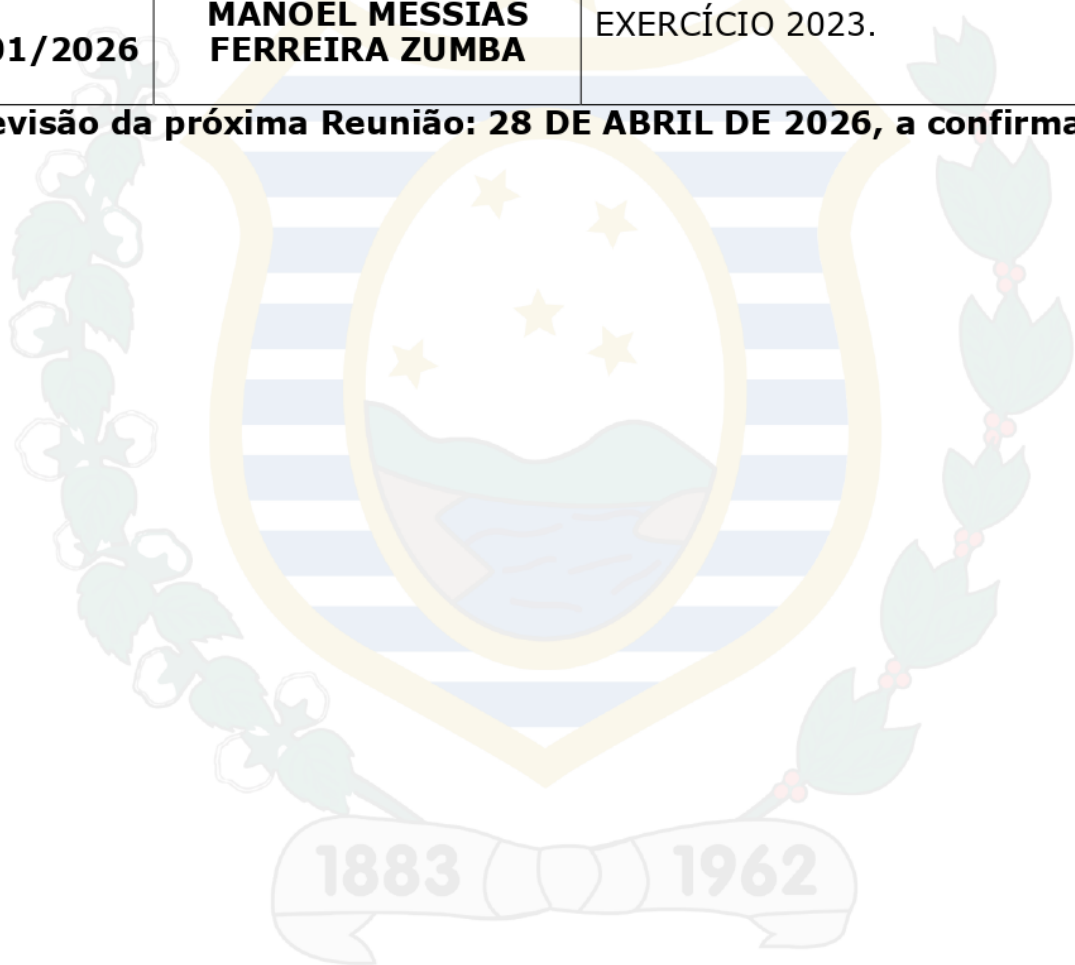 MANOEL MESSIAS
01/2026 FERREIRA ZUMBA
EXERCÍCIO 2023.
evisão da próxima Reunião: 28 DE ABRIL DE 2026, a confirma
1883 1962